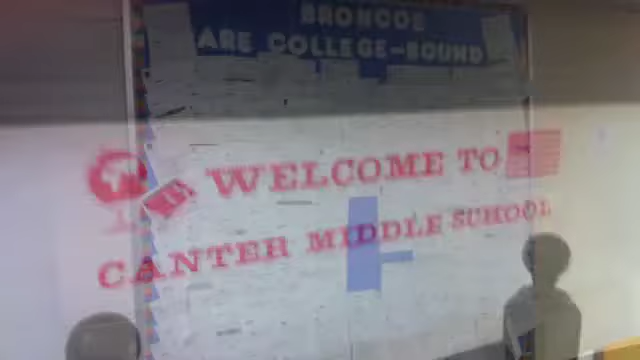 BRONCOS
ARE COLLEGE-BOUND
WELCOME TO
CANTER MIDDLE SCHOOL